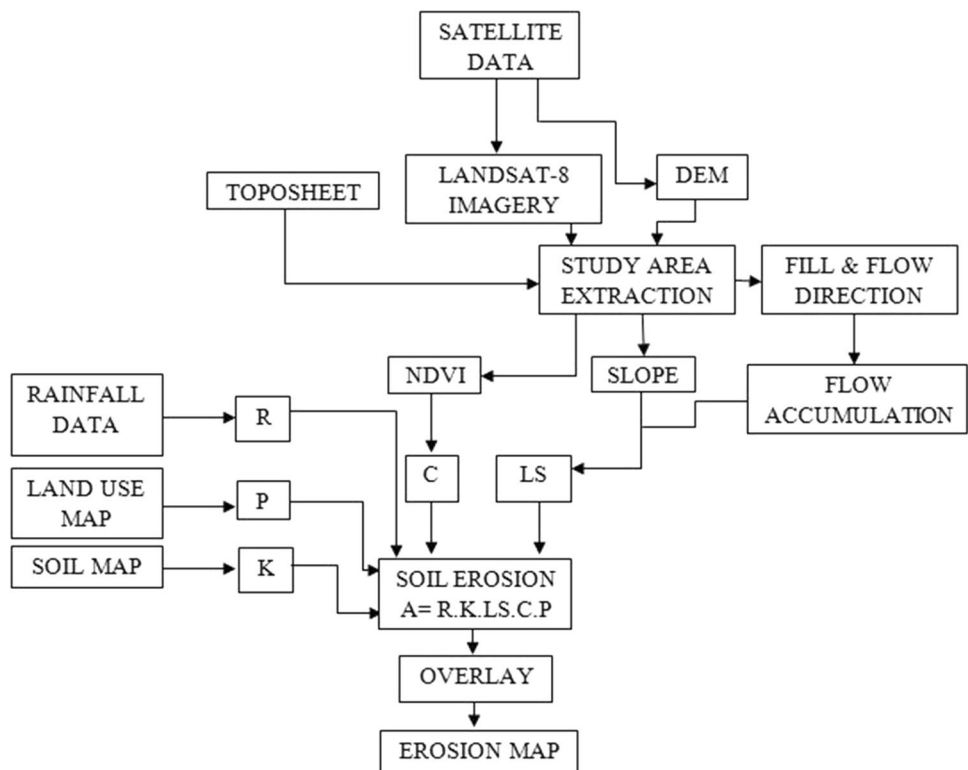 SATELLITE
DATA
LANDSAT-8
IMAGERY
DEM
TOPOSHEET
STUDY AREA
EXTRACTION
FILL & FLOW
DIRECTION
NDVI
SLOPE
FLOW
ACCUMULATION
RAINFALL
DATA
R
C
LS
LAND USE
MAP
P
SOIL MAP
K
SOIL EROSION
A= R.K.LS.C.P
OVERLAY
EROSION MAP